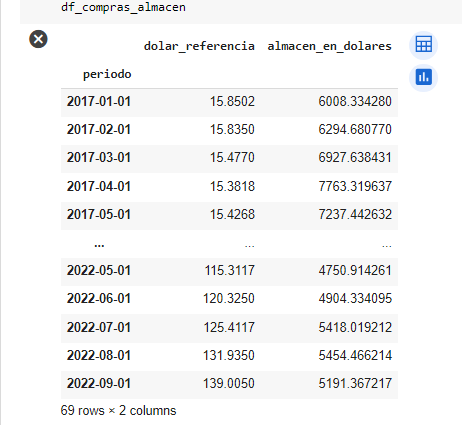 df_compras_almacen
dolar_referencia almacen_en_dolares
periodo
2017-01-01 15.8502 6008.334280
2017-02-01 15.8350 6294.680770
2017-03-01 15.4770 6927.638431
2017-04-01 15.3818 7763.319637
2017-05-01 15.4268 7237.442632
... ... ...
2022-05-01 115.3117 4750.914261
2022-06-01 120.3250 4904.334095
2022-07-01 125.4117 5418.019212
2022-08-01 131.9350 5454.466214
2022-09-01 139.0050 5191.367217
69 rows × 2 columns